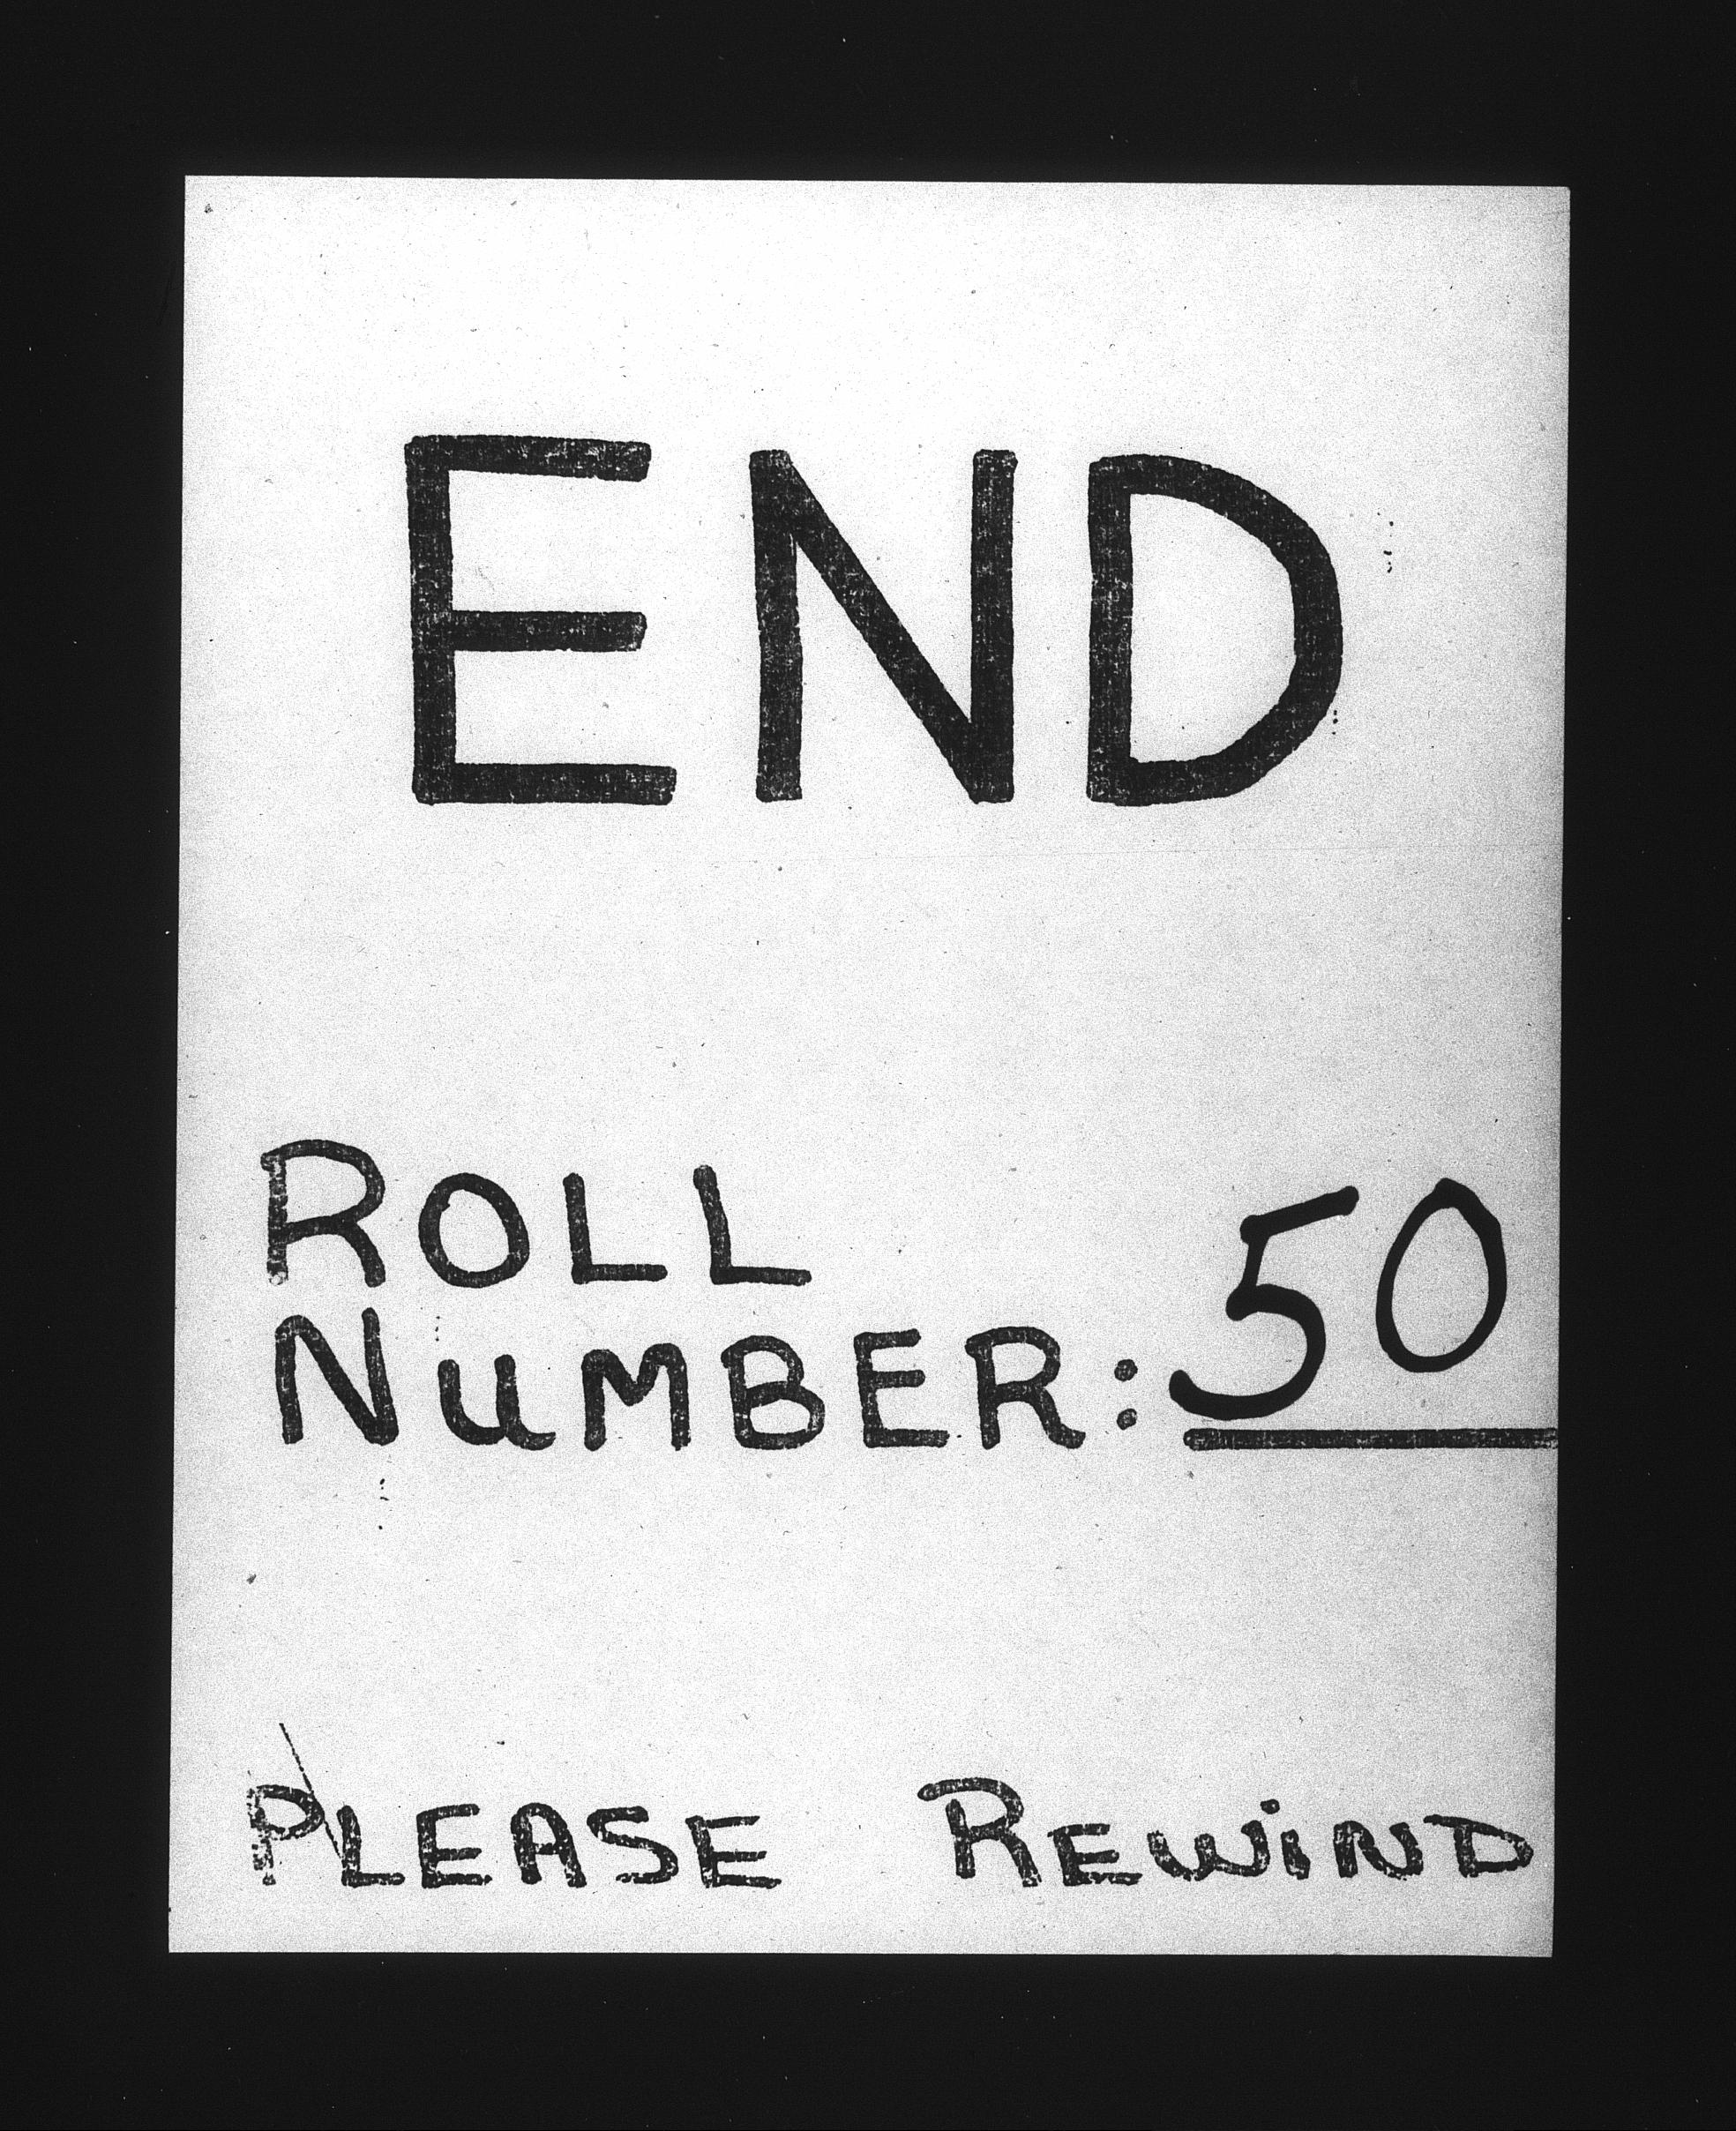 END
ROLL
NUMBER: 50
PLEASE REWIND